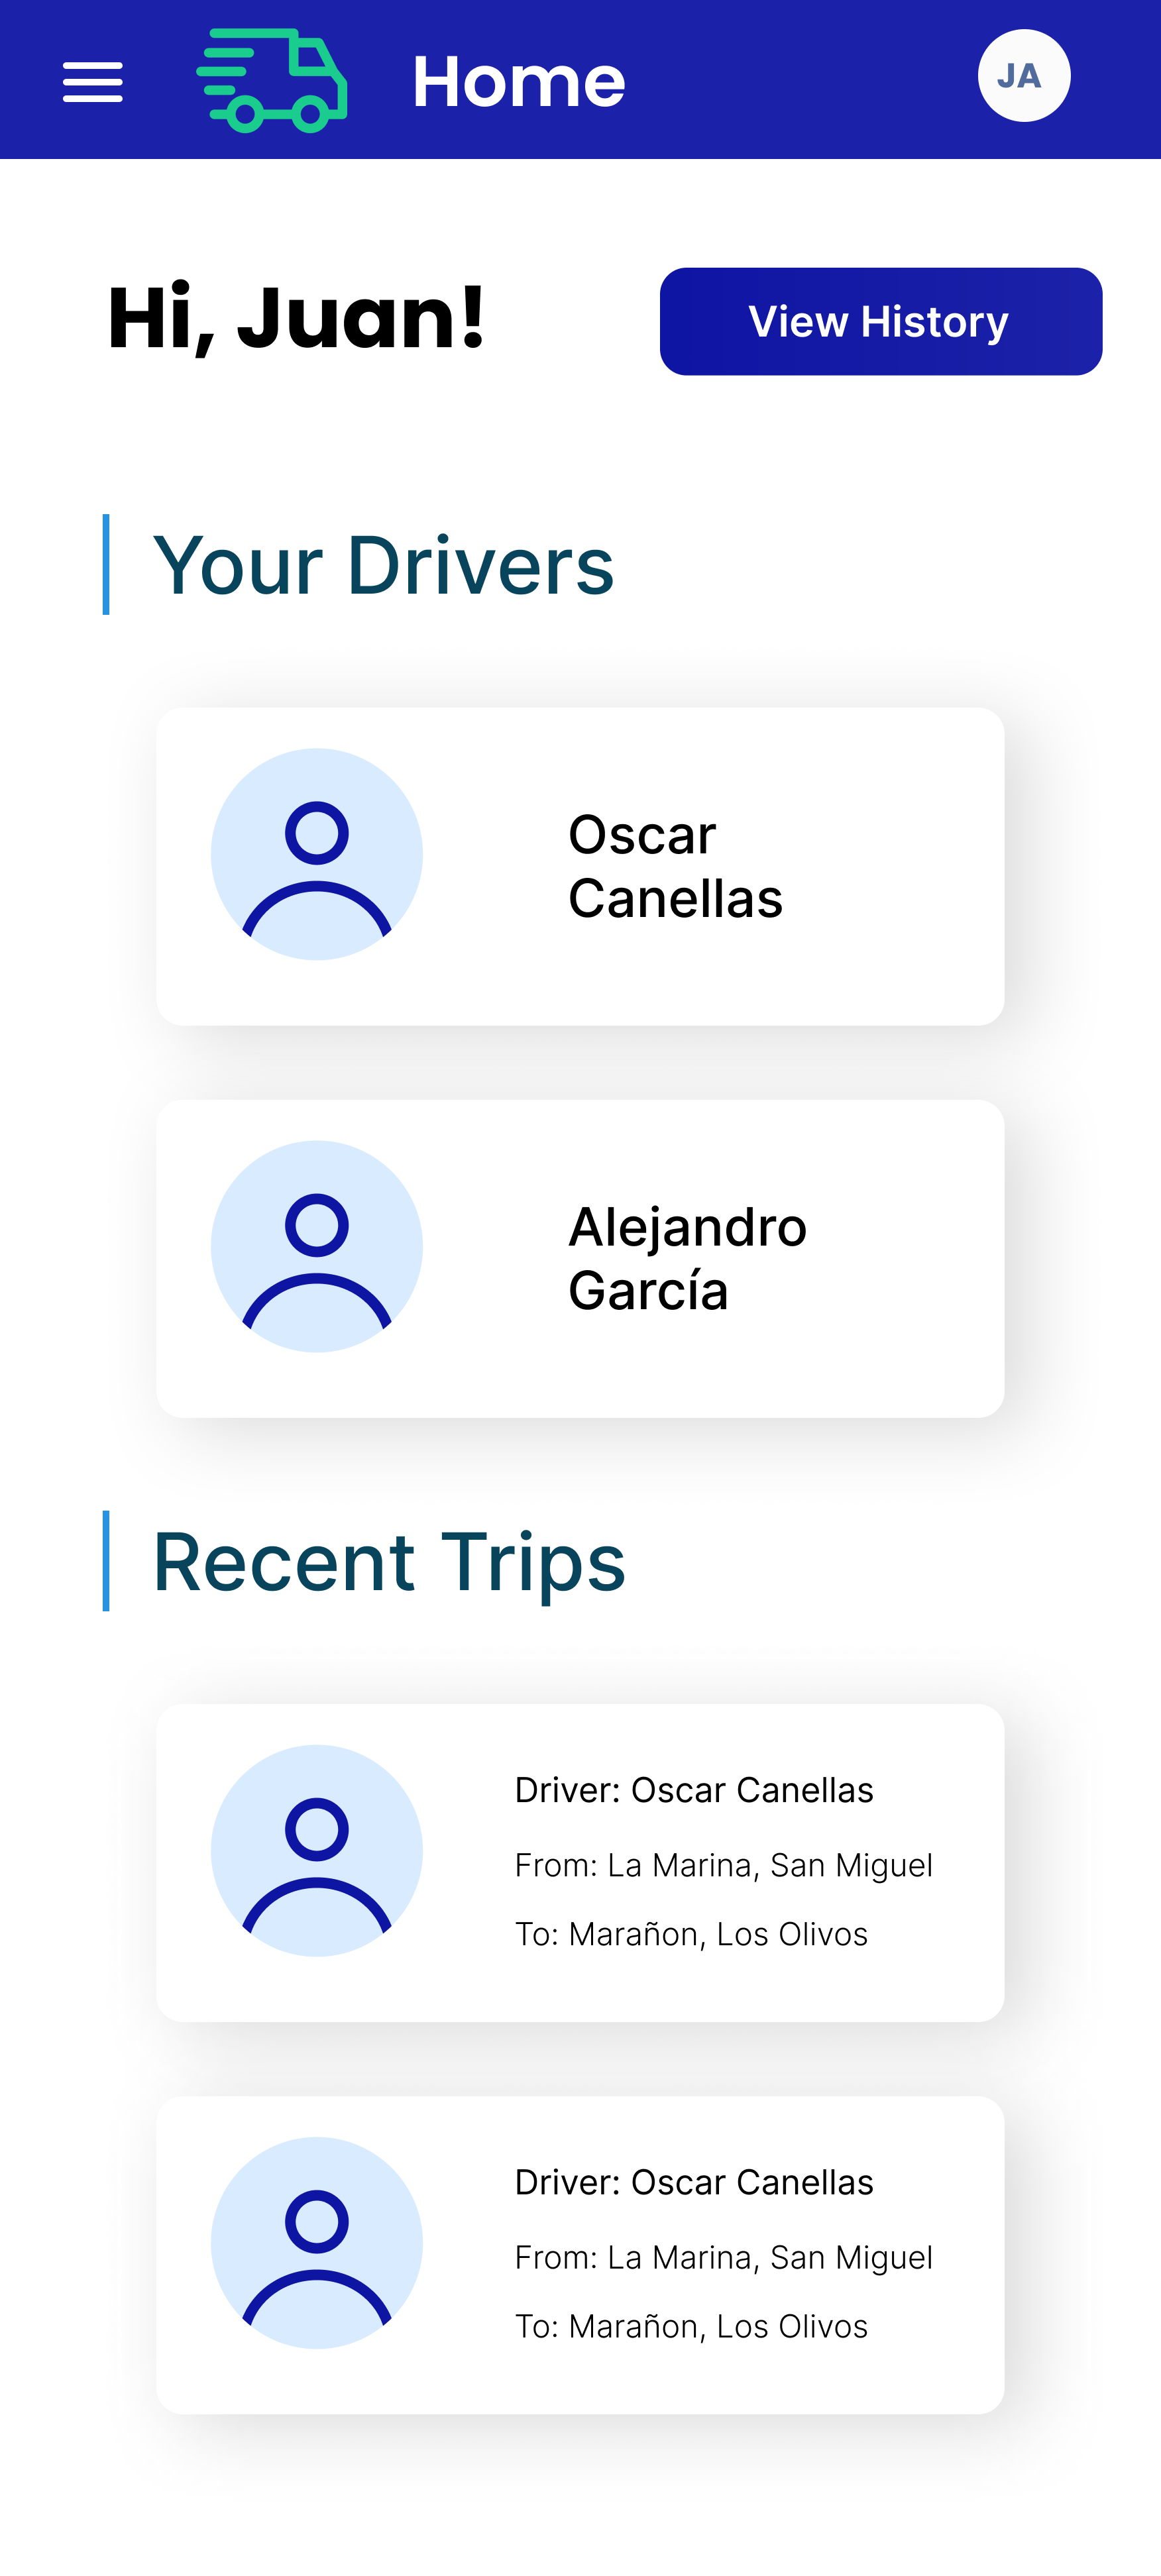 Home
JA
Hi, Juan!
View History
Your Drivers
Oscar
Canellas
Alejandro
García
Recent Trips
Driver: Oscar Canellas
From: La Marina, San Miguel
To: Marañon, Los Olivos
Driver: Oscar Canellas
From: La Marina, San Miguel
To: Marañon, Los Olivos